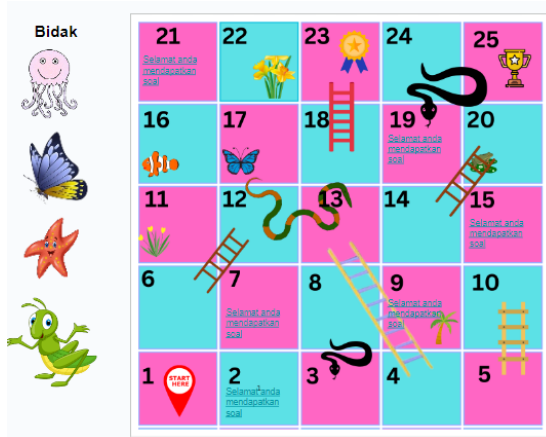 Bidak
21
Selamat anda
mendapatkan
soal
22
23
24
25
16
17
18
19
Selamat anda
mendapatkan
soal
20
11
12
13
14
15
Selamat anda
mendapatkan
soal
6
7
Selamat anda
mendapatkan
soal
8
9
Selamat anda
mendapatkan
soal
10
1
START
HERE
2
2
Selamat anda
mendapatkan
soal
3
4
5